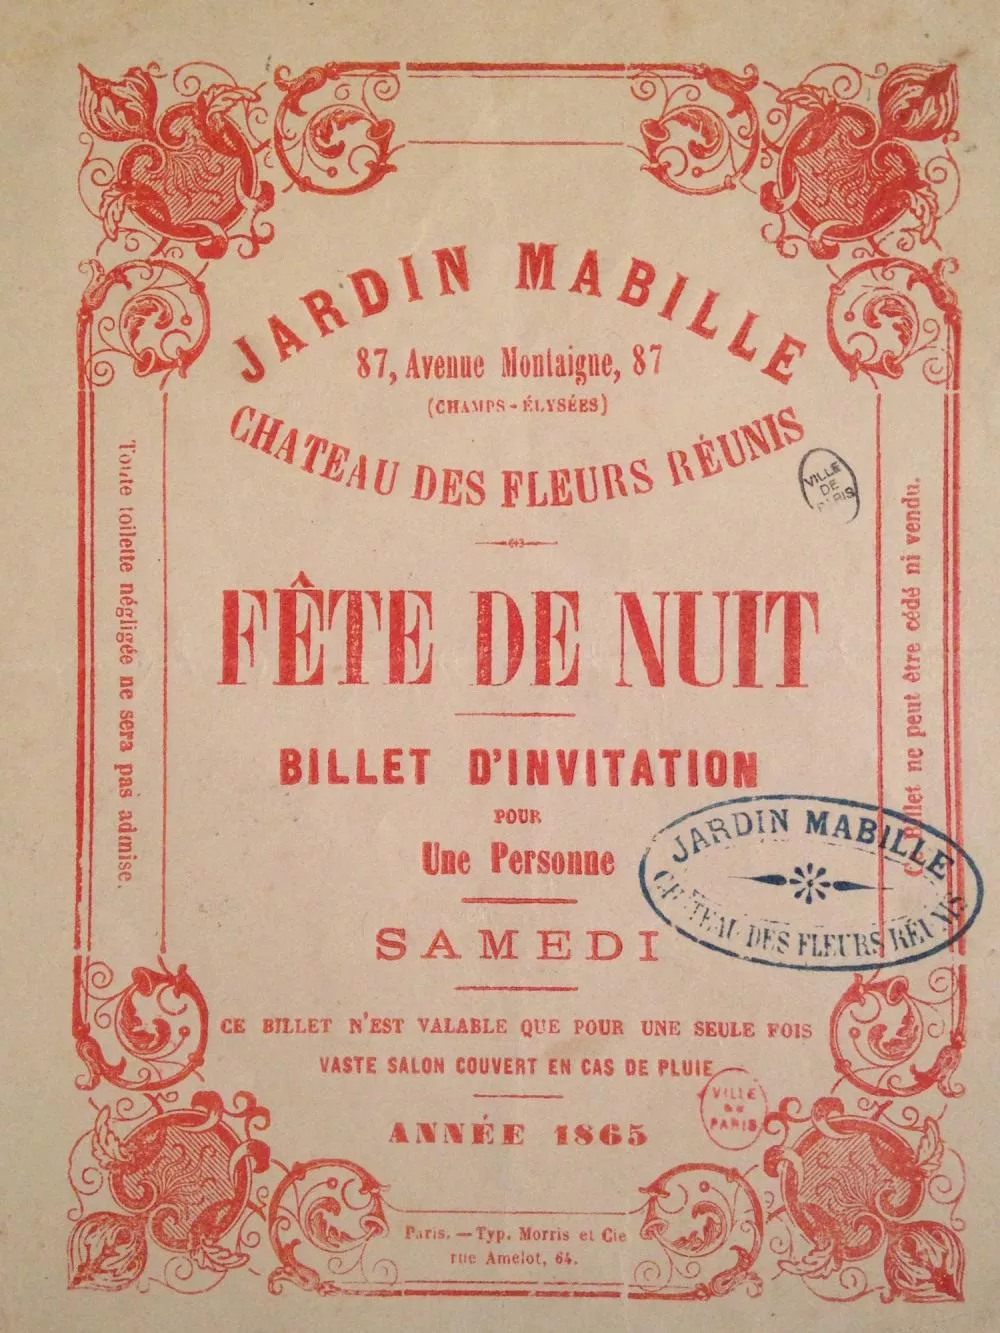 JARDIN MABILLE
87, Avenue Montaigne, 87
(CHAMPS-ÉLYSÉES)
CHATEAU DES FLEURS RÉUNIS
VILLE
DE
PARIS
FÊTE DE NUIT
BILLET D'INVITATION
POUR
Une Personne
SAMEDI
CE BILLET N'EST VALABLE QUE POUR UNE SEULE FOIS
VASTE SALON COUVERT EN CAS DE PLUIE
ANNÉE 1865
Paris. — Typ. Morris et Cie
rue Amelot, 64.
Toute toilette négligée ne sera pas admise.
Ce Billet ne peut être cédé ni vendu.
JARDIN MABILLE
CHATEAU DES FLEURS RÉUNIS
VILLE
DE
PARIS